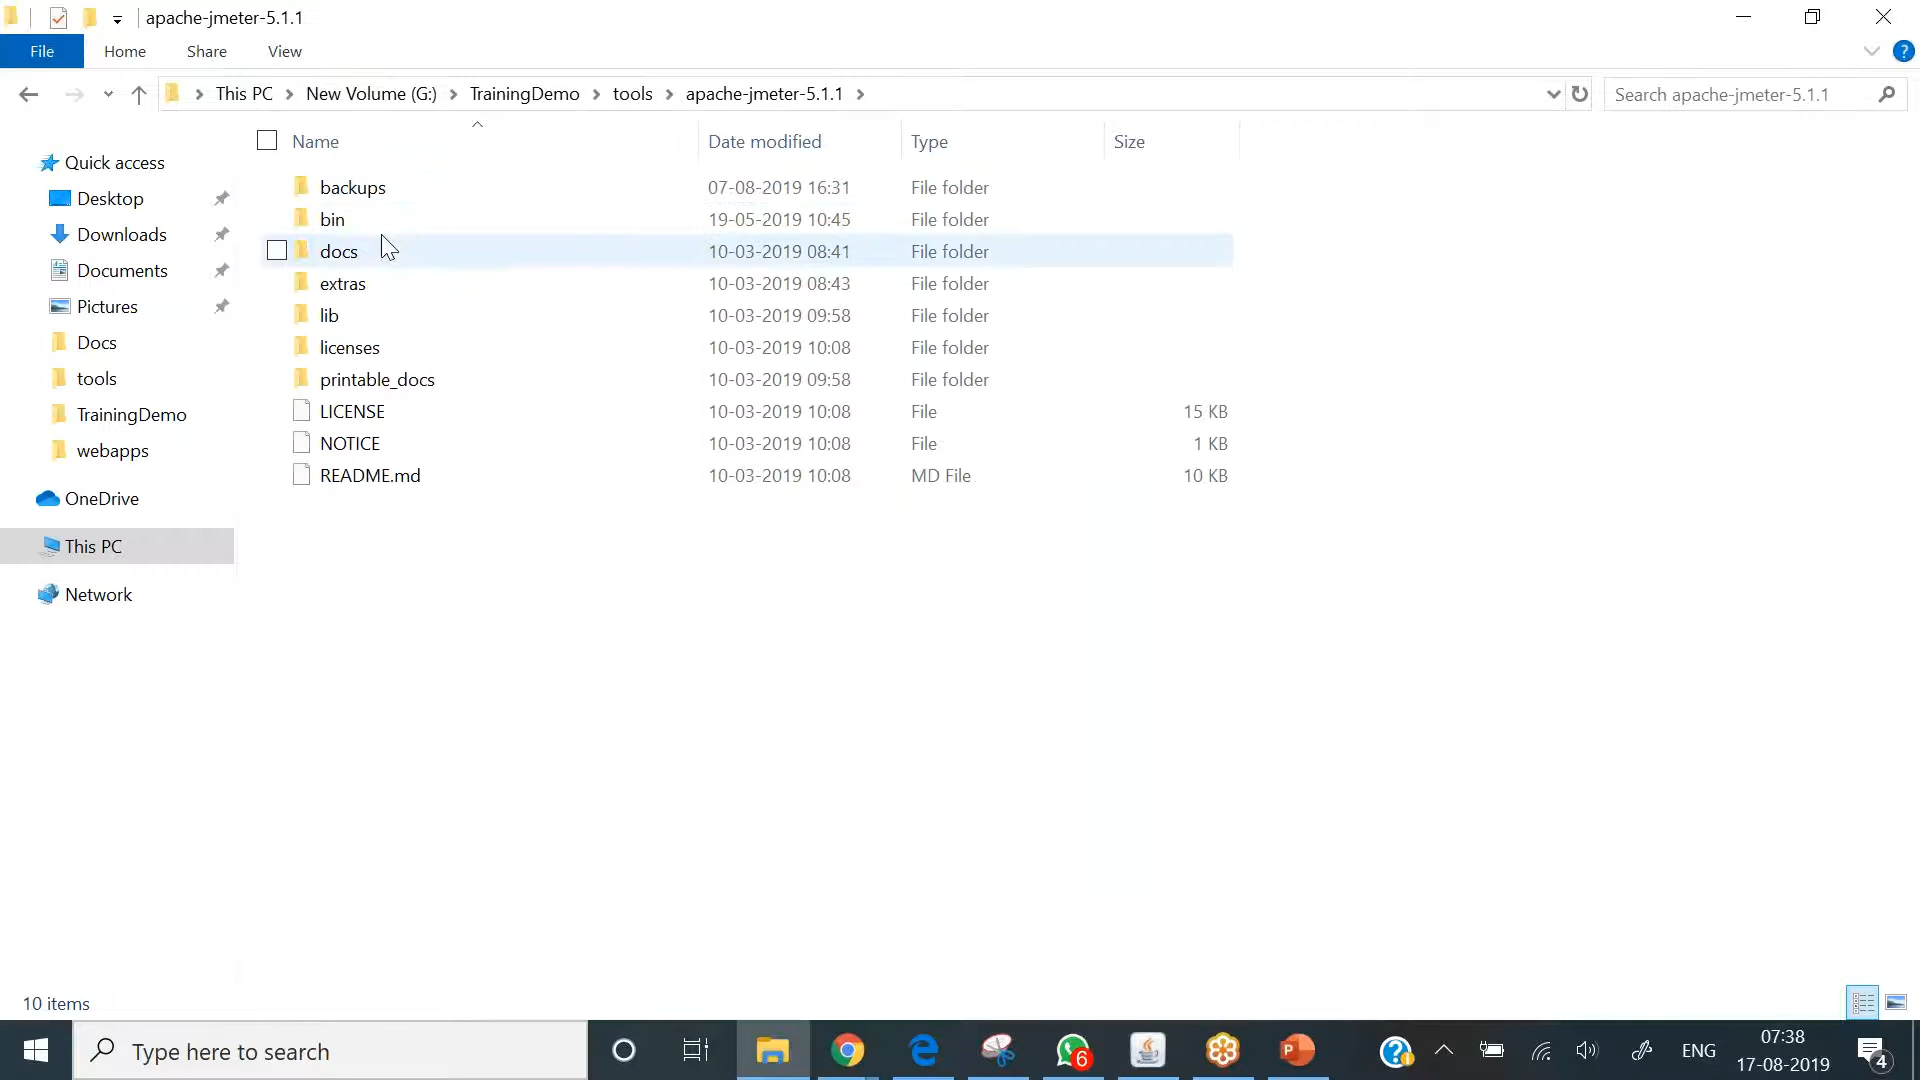 apache-jmeter-5.1.1
File Home Share View
This PC New Volume (G:) TrainingDemo tools apache-jmeter-5.1.1 Search apache-jmeter-5.1.1
Name Date modified Type Size
Quick access
Desktop
Downloads
Documents
Pictures
Docs
tools
TrainingDemo
webapps
OneDrive
This PC
Network
backups 07-08-2019 16:31 File folder
bin 19-05-2019 10:45 File folder
docs 10-03-2019 08:41 File folder
extras 10-03-2019 08:43 File folder
lib 10-03-2019 09:58 File folder
licenses 10-03-2019 10:08 File folder
printable_docs 10-03-2019 09:58 File folder
LICENSE 10-03-2019 10:08 File 15 KB
NOTICE 10-03-2019 10:08 File 1 KB
README.md 10-03-2019 10:08 MD File 10 KB
10 items
Type here to search 6 P ENG 07:38
17-08-2019 4